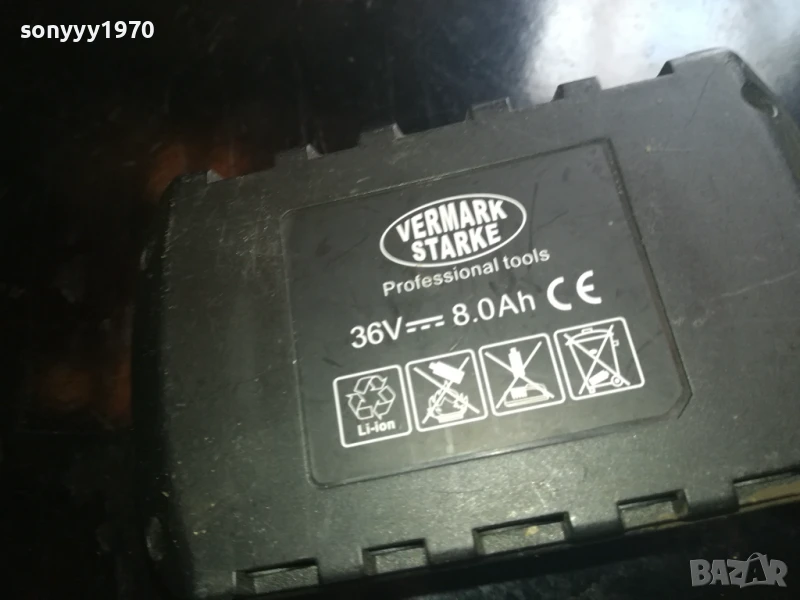 sonyyy1970
VERMARK
STARKE
Professional tools
36V 8.0Ah CE
Li-ion
BAZAR